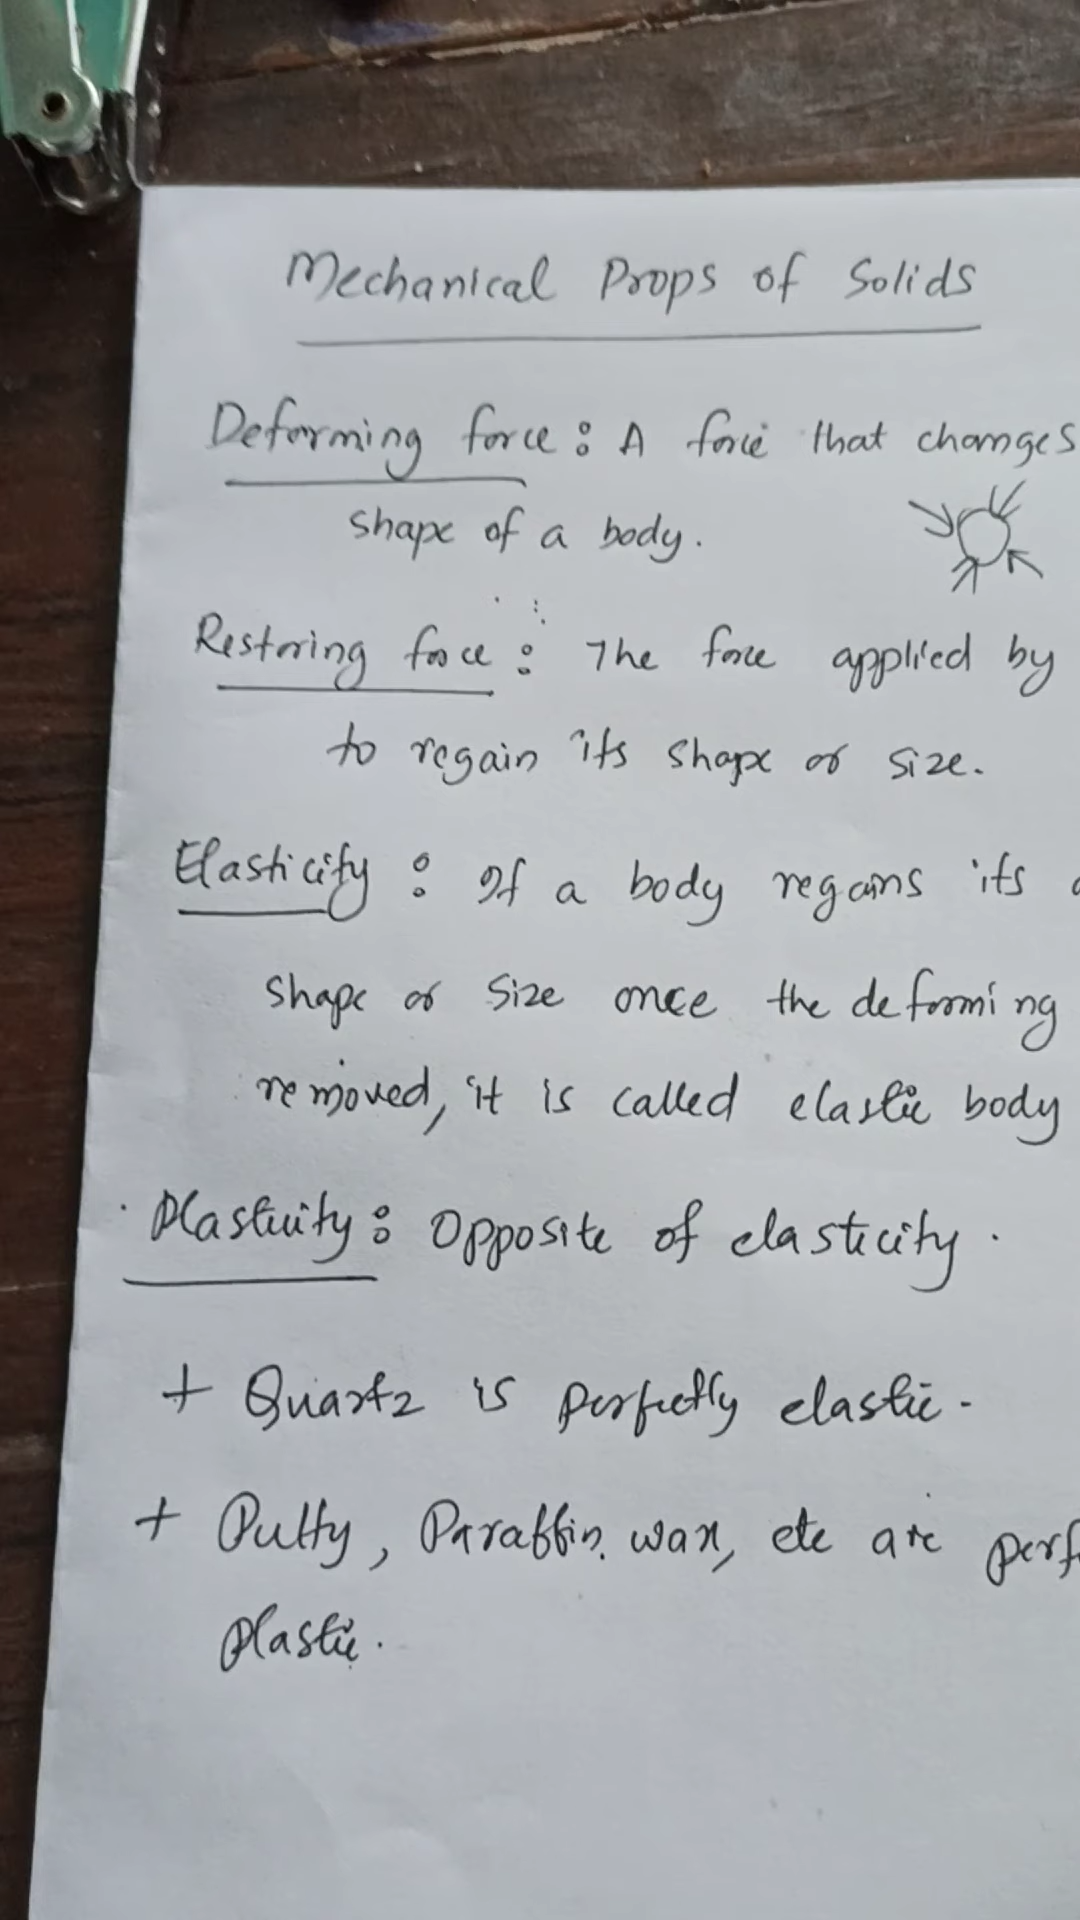 Mechanical Props of Solids
Deforming force : A force that changes
shape of a body.
Restoring force : The force applied by
to regain its shape or size.
Elasticity : If a body regains its
shape or size once the deforming
removed, it is called elastic body
Plasticity : Opposite of elasticity.
+ Quartz is perfectly elastic.
+ Putty, Paraffin wax, etc are
plastic.